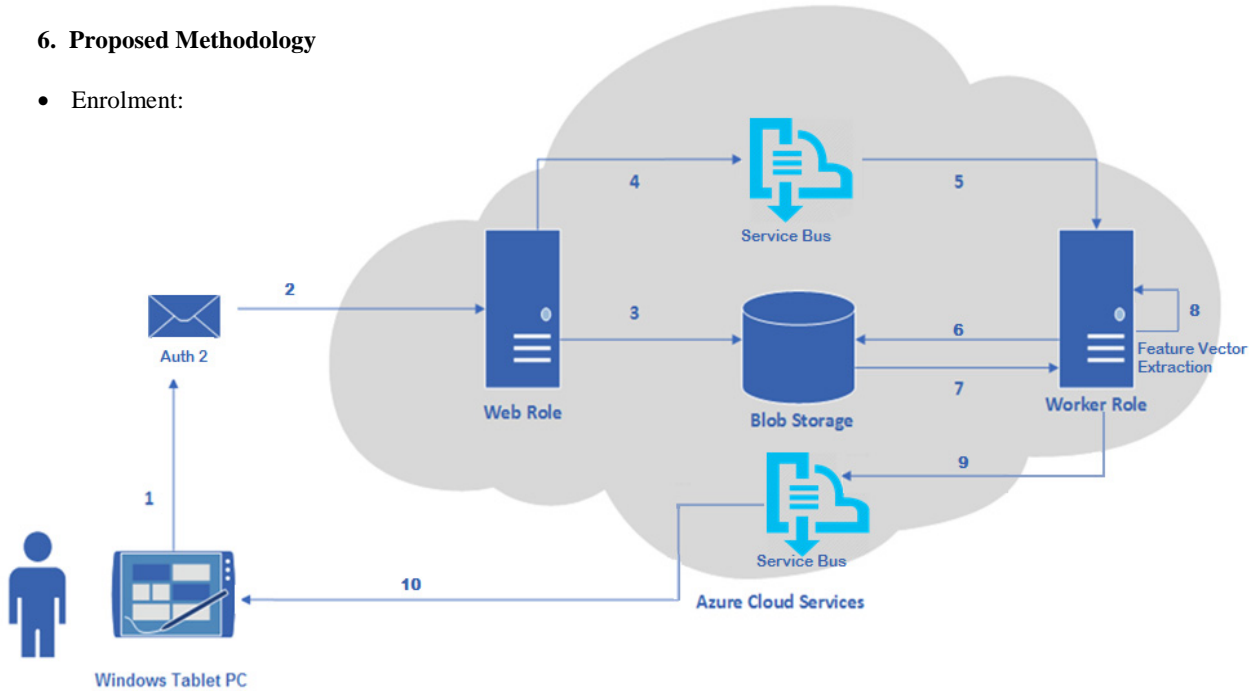 6. Proposed Methodology
• Enrolment:
4
5
Service Bus
2
Auth 2
3
6
8
Feature Vector
Extraction
7
Web Role
Blob Storage
Worker Role
9
1
Service Bus
10
Azure Cloud Services
Windows Tablet PC